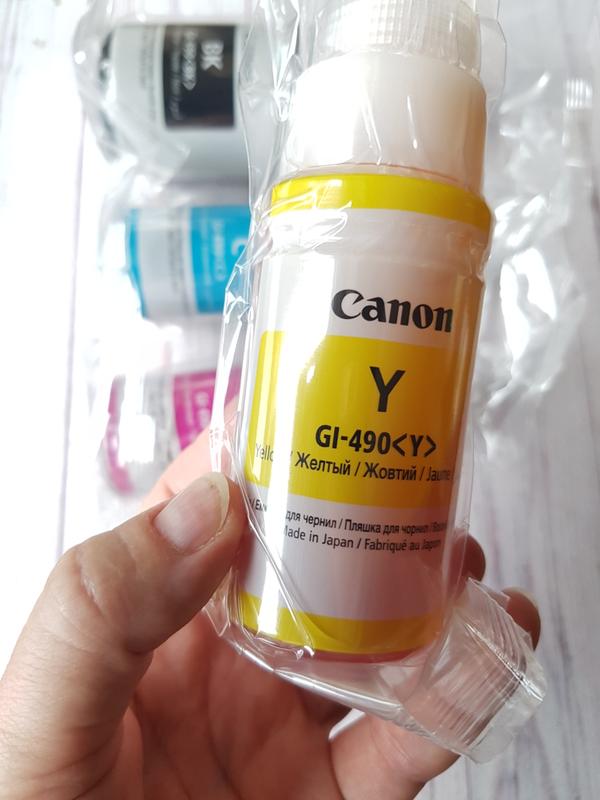 BK
C
Canon
Y
GI-490<Y>
/ Желтый / Жовтий /
для чернил / Пляшка для чорнил /
Made in Japan / Fabriqué au Japon